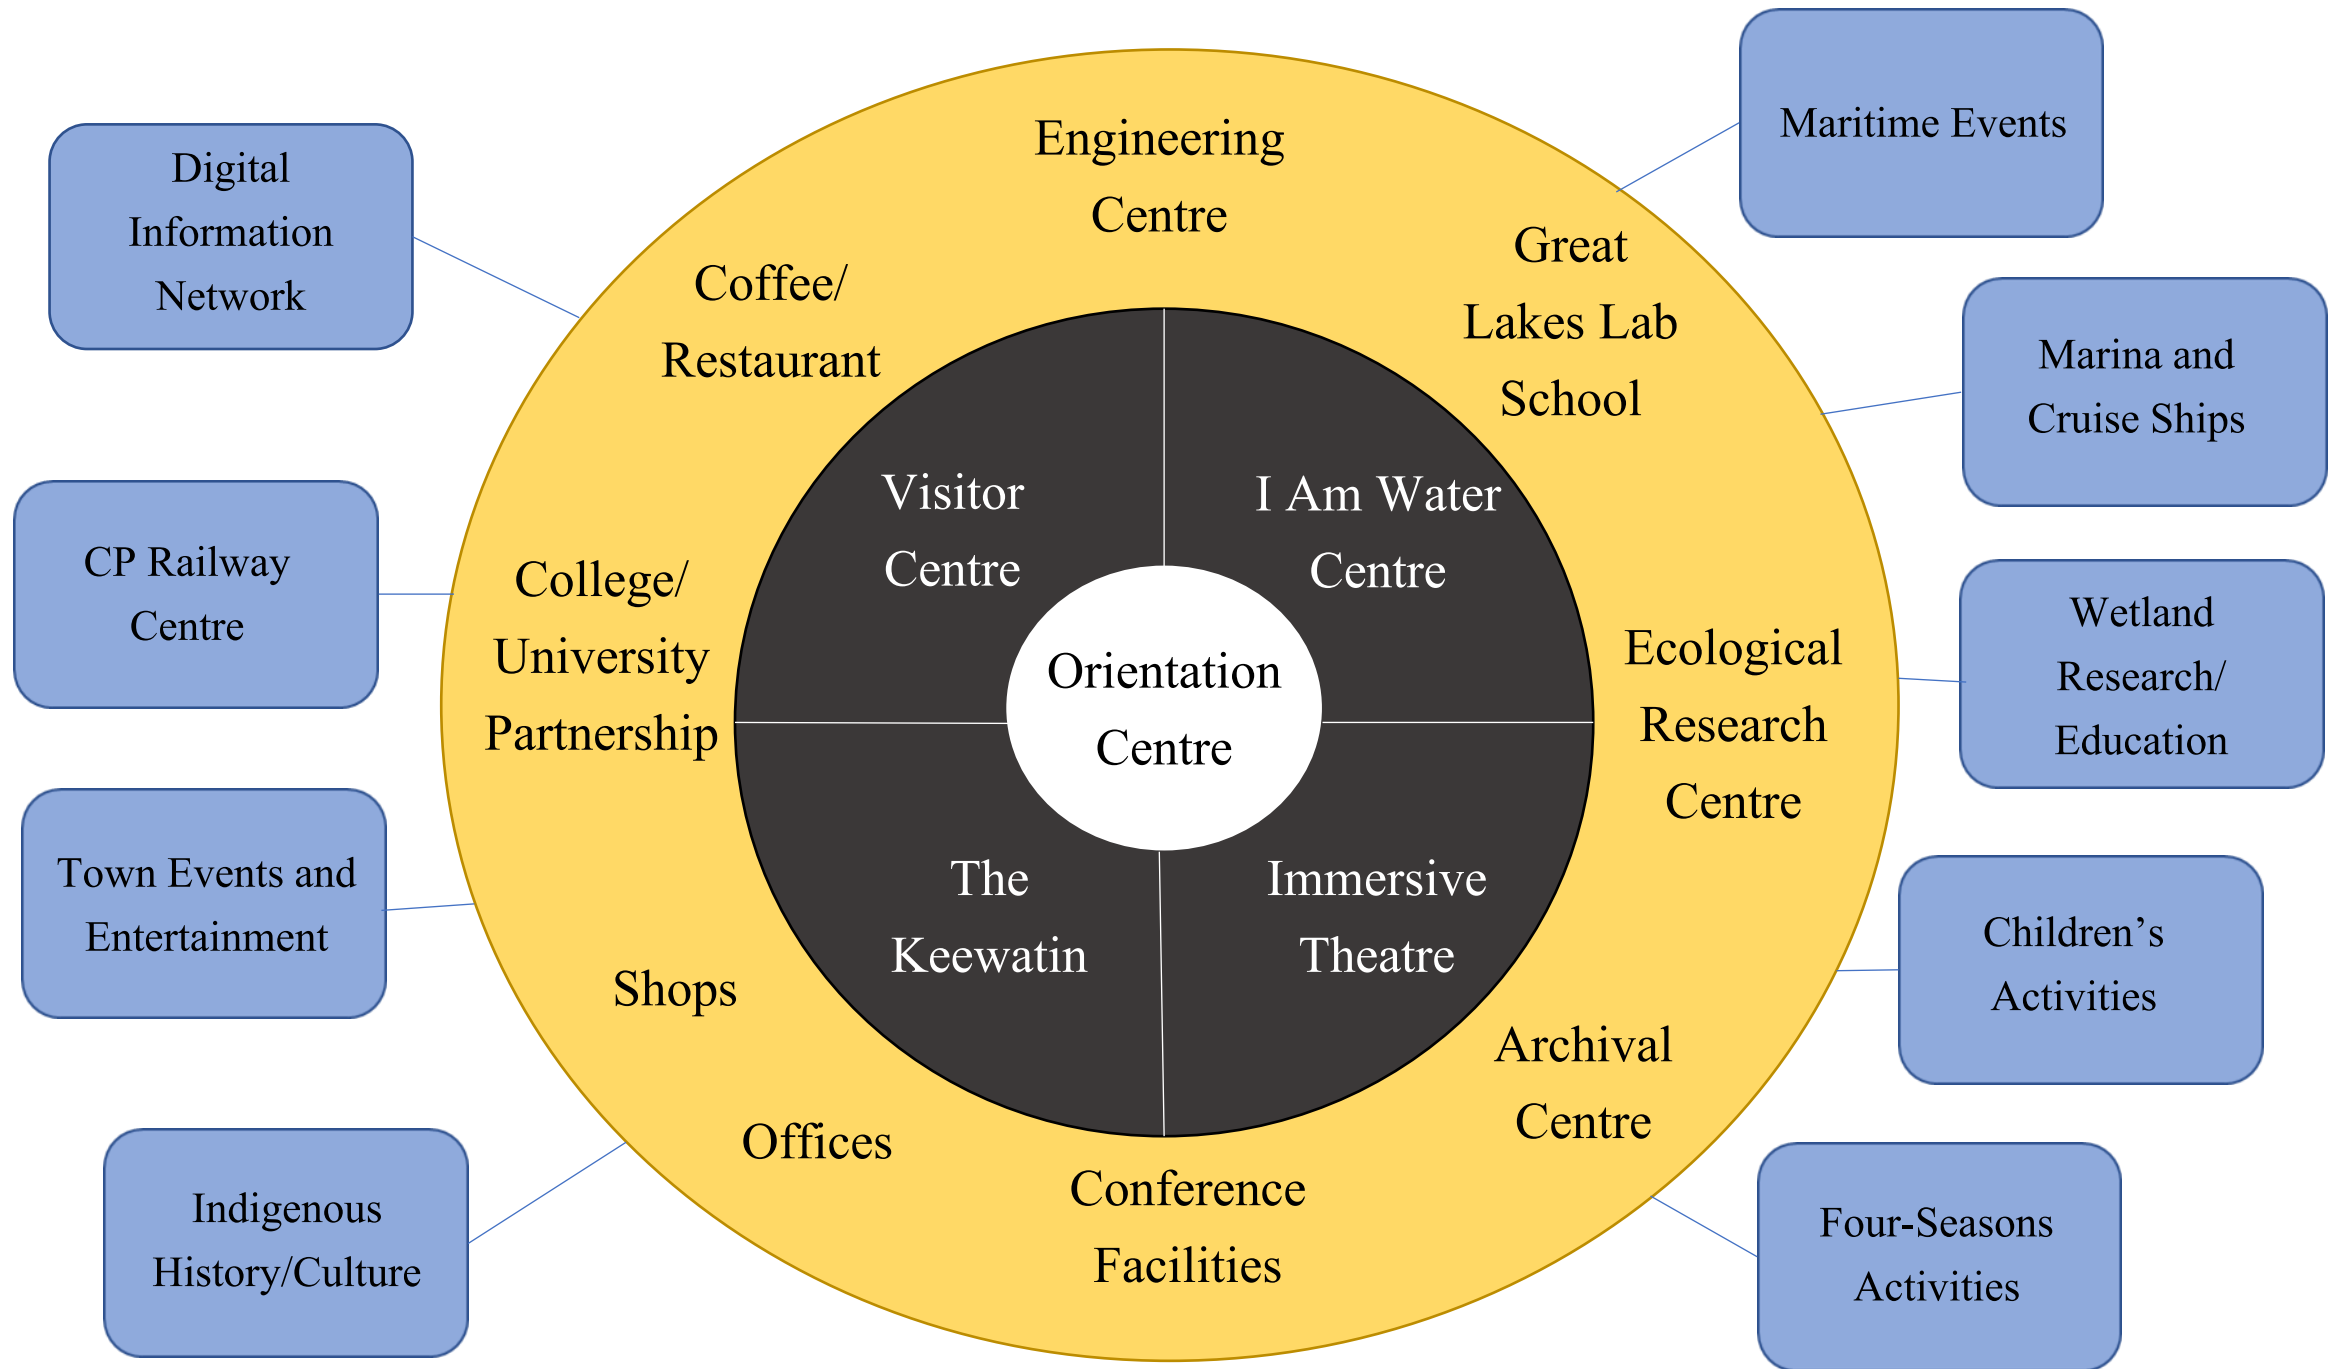 Maritime Events
Engineering
Centre
Digital
Information
Network
Great
Lakes Lab
School
Coffee/
Restaurant
Marina and
Cruise Ships
Visitor
Centre
I Am Water
Centre
CP Railway
Centre
College/
University
Partnership
Orientation
Centre
Ecological
Research
Centre
Wetland
Research/
Education
Town Events and
Entertainment
The
Keewatin
Immersive
Theatre
Children’s
Activities
Shops
Archival
Centre
Offices
Conference
Facilities
Indigenous
History/Culture
Four-Seasons
Activities